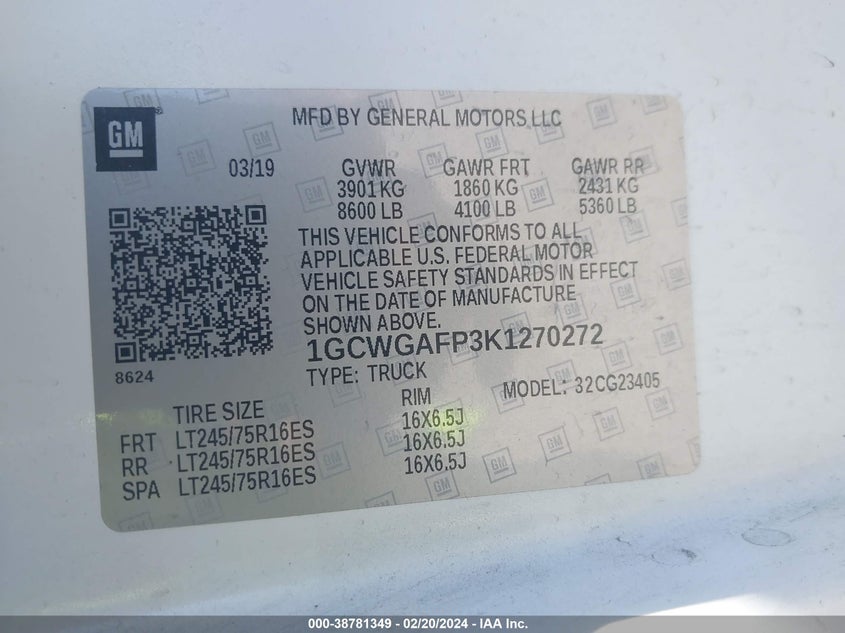 GM
MFD BY GENERAL MOTORS LLC
03/19 GVWR GAWR FRT GAWR RR
3901 KG 1860 KG 2431 KG
8600 LB 4100 LB 5360 LB
THIS VEHICLE CONFORMS TO ALL
APPLICABLE U.S. FEDERAL MOTOR
VEHICLE SAFETY STANDARDS IN EFFECT
ON THE DATE OF MANUFACTURE
SHOWN ABOVE.
1GCWGAFP3K1270272
8624
TYPE: TRUCK MODEL: 32CG23405
TIRE SIZE RIM
FRT LT245/75R16ES 16X6.5J
RR LT245/75R16ES 16X6.5J
SPA LT245/75R16ES 16X6.5J
© 000-38781349 - 02/20/2024 - IAA Inc.